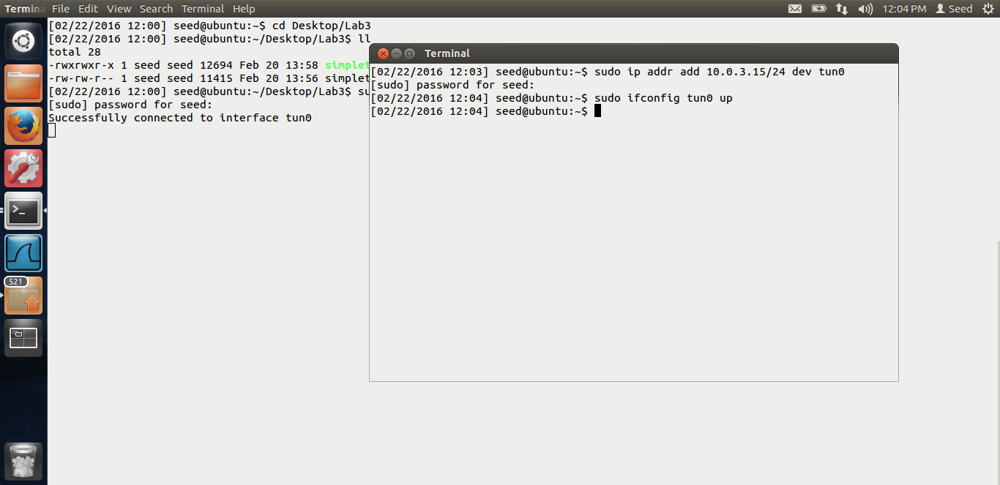 Termina File Edit View Search Terminal Help 12:04 PM Seed
[02/22/2016 12:00] seed@ubuntu:~$ cd Desktop/Lab3
[02/22/2016 12:00] seed@ubuntu:~/Desktop/Lab3$ ll
total 28
-rwxrwxr-x 1 seed seed 12694 Feb 20 13:58 simplet
-rw-rw-r-- 1 seed seed 11415 Feb 20 13:56 simplet
[02/22/2016 12:00] seed@ubuntu:~/Desktop/Lab3$ su
[sudo] password for seed:
Successfully connected to interface tun0
Terminal
[02/22/2016 12:03] seed@ubuntu:~$ sudo ip addr add 10.0.3.15/24 dev tun0
[sudo] password for seed:
[02/22/2016 12:04] seed@ubuntu:~$ sudo ifconfig tun0 up
[02/22/2016 12:04] seed@ubuntu:~$
521